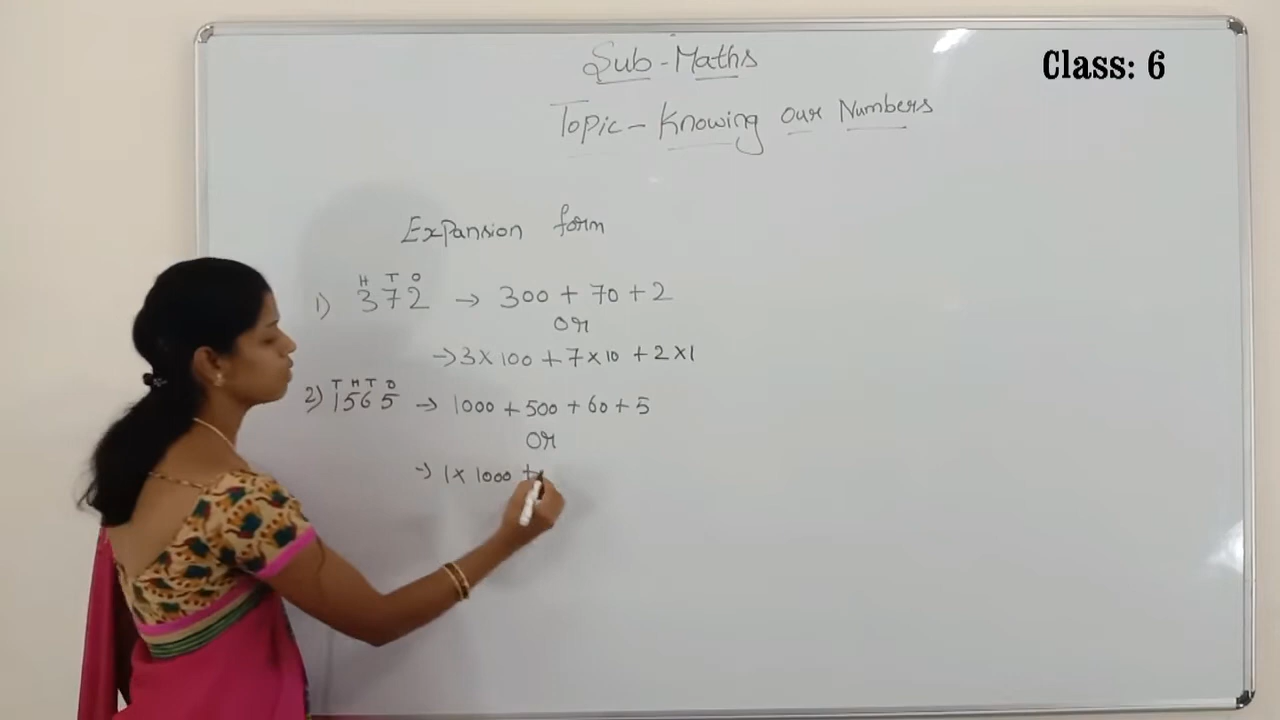 Sub-Maths
Class: 6
Topic - Knowing our Numbers
Expansion form
H T O
1) 372 → 300 + 70 + 2
or
→ 3 × 100 + 7 × 10 + 2 × 1
T H T O
2) 1565 → 1000 + 500 + 60 + 5
or
→ 1 × 1000 +